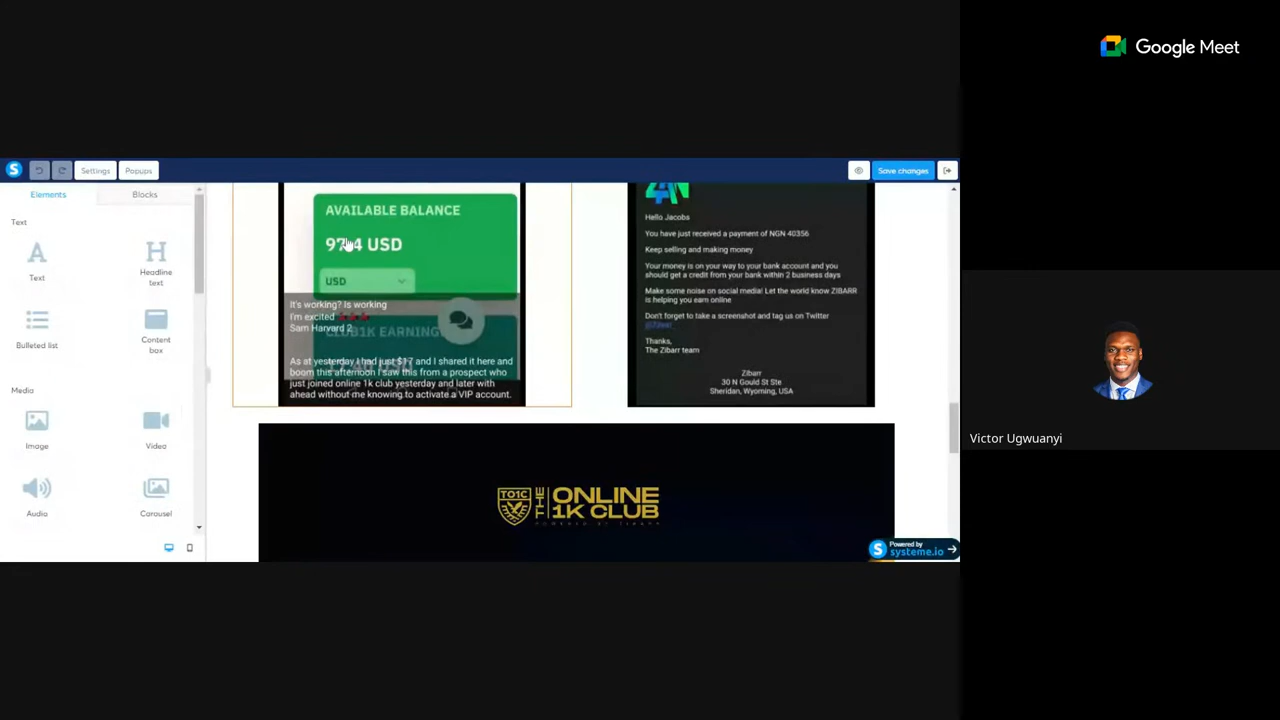 Google Meet
Settings
Popups
Save changes
Elements
Blocks
Text
Text
Headline
text
Bulleted list
Content
box
Media
Image
Video
Audio
Carousel
AVAILABLE BALANCE
USD
USD
It's working? Is working
I'm excited
Sam Harvard 2
CLUB1K EARNING
As at yesterday I had just $17 and I shared it here and
boom this afternoon I saw this from a prospect who
just joined online 1k club yesterday and later with
ahead without me knowing to activate a VIP account.
Hello Jacobs
You have just received a payment of NGN 40356
Keep selling and making money
Your money is on your way to your bank account and you
should get a credit from your bank within 2 business days
Make some noise on social media! Let the world know ZIBARR
is helping you earn online
Don't forget to take a screenshot and tag us on Twitter
Thanks,
The Zibarr team
Zibarr
30 N Gould St Ste
Sheridan, Wyoming, USA
TO1C
THE
ONLINE
1K CLUB
Powered by
systeme.io
Victor Ugwuanyi